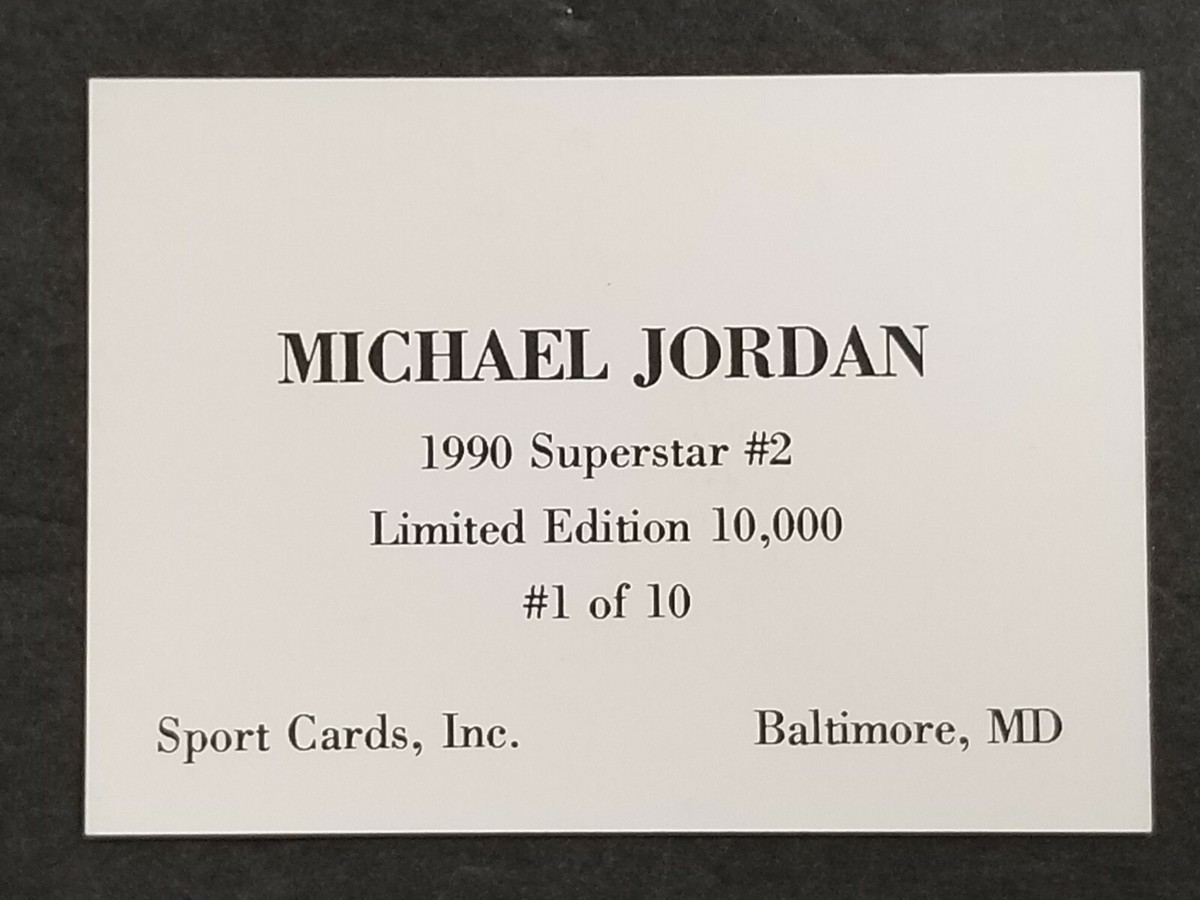 MICHAEL JORDAN
1990 Superstar #2
Limited Edition 10,000
#1 of 10
Sport Cards, Inc. Baltimore, MD